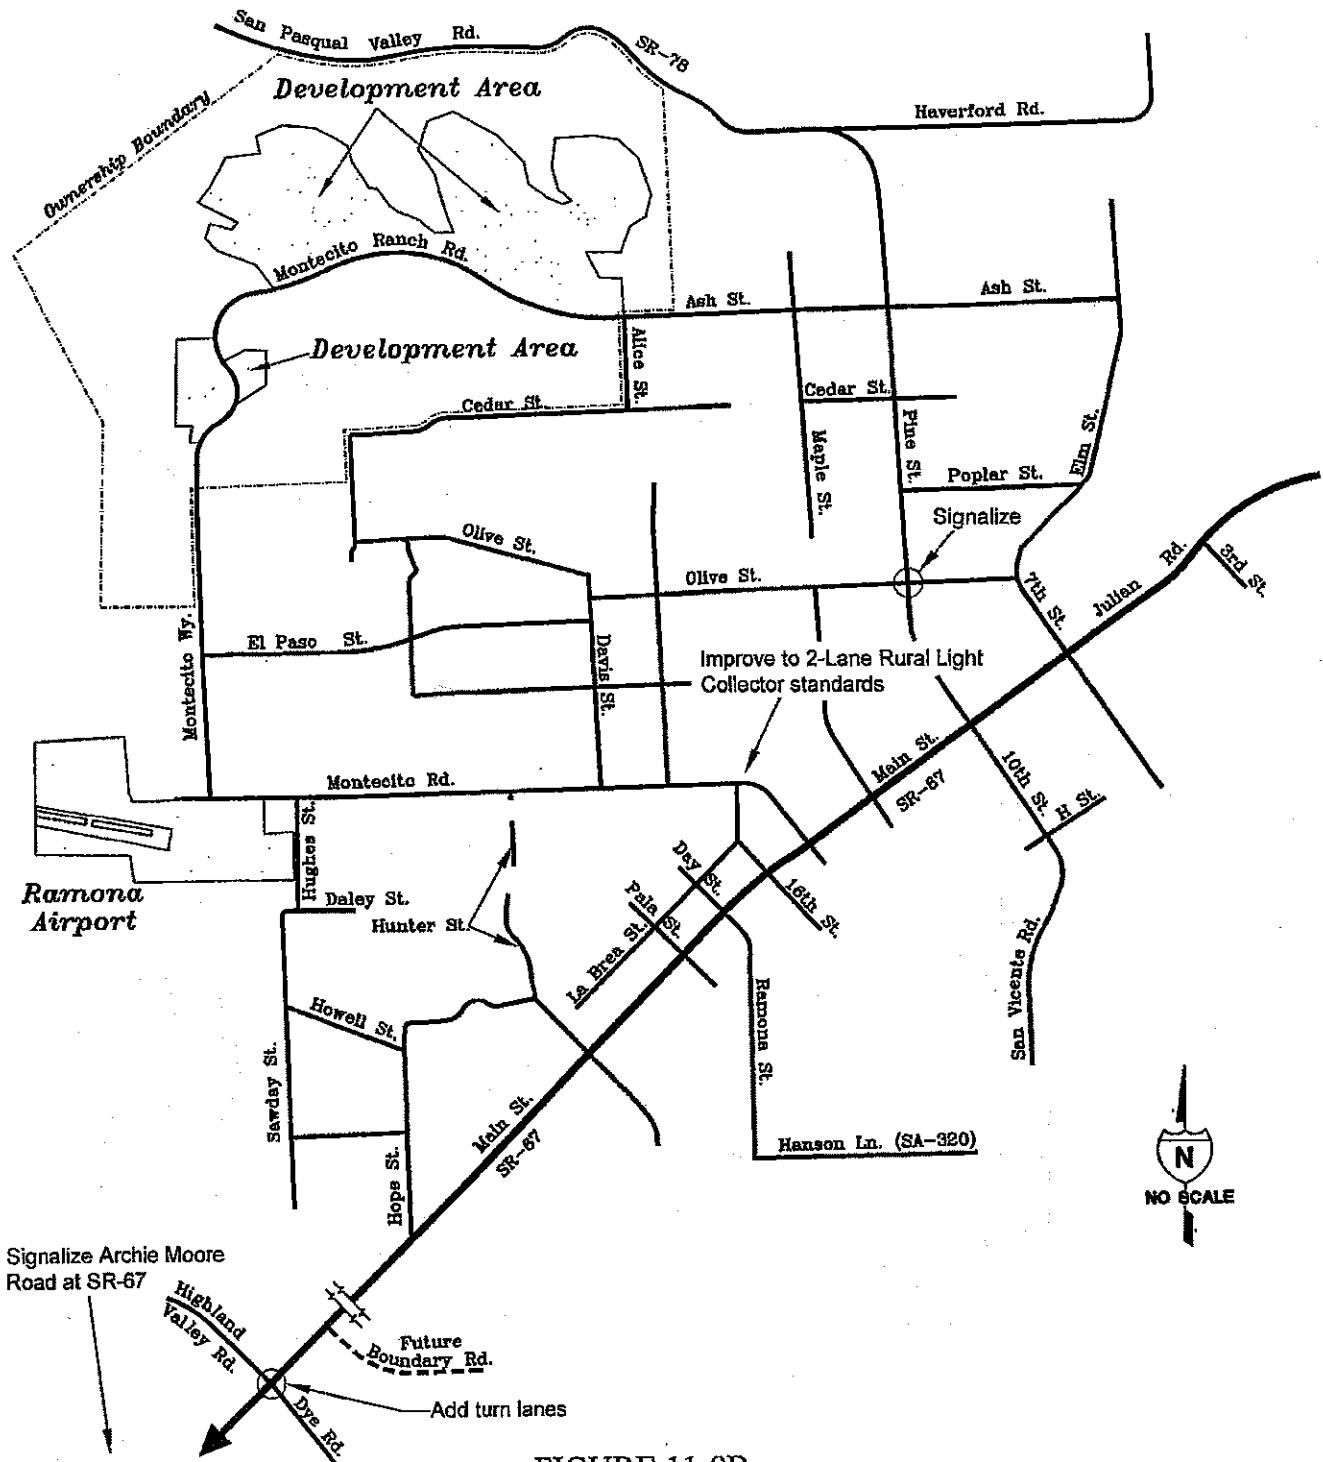 San Pasqual Valley Rd.
SR-78
Development Area
Haverford Rd.
Ownership Boundary
Montecito Ranch Rd.
Ash St.
Ash St.
Development Area
Alice St.
Cedar St.
Cedar St.
Maple St.
Pine St.
Elm St.
Poplar St.
Signalize
Olive St.
Olive St.
7th St.
Julian Rd.
3rd St.
Montecito Wy.
El Paso St.
Davis St.
Improve to 2-Lane Rural Light
Collector standards
Main St.
SR-67
10th St.
H St.
Montecito Rd.
Hughes St.
Ramona
Airport
Daley St.
Hunter St.
Day St.
Pala St.
La Brea St.
16th St.
Ramona St.
San Vicente Rd.
Howell St.
Sawday St.
Hope St.
Main St.
SR-67
Hanson Ln. (SA-320)
N
NO SCALE
Signalize Archie Moore
Road at SR-67
Highland
Valley Rd.
Future
Boundary Rd.
Add turn lanes
Dye Rd.